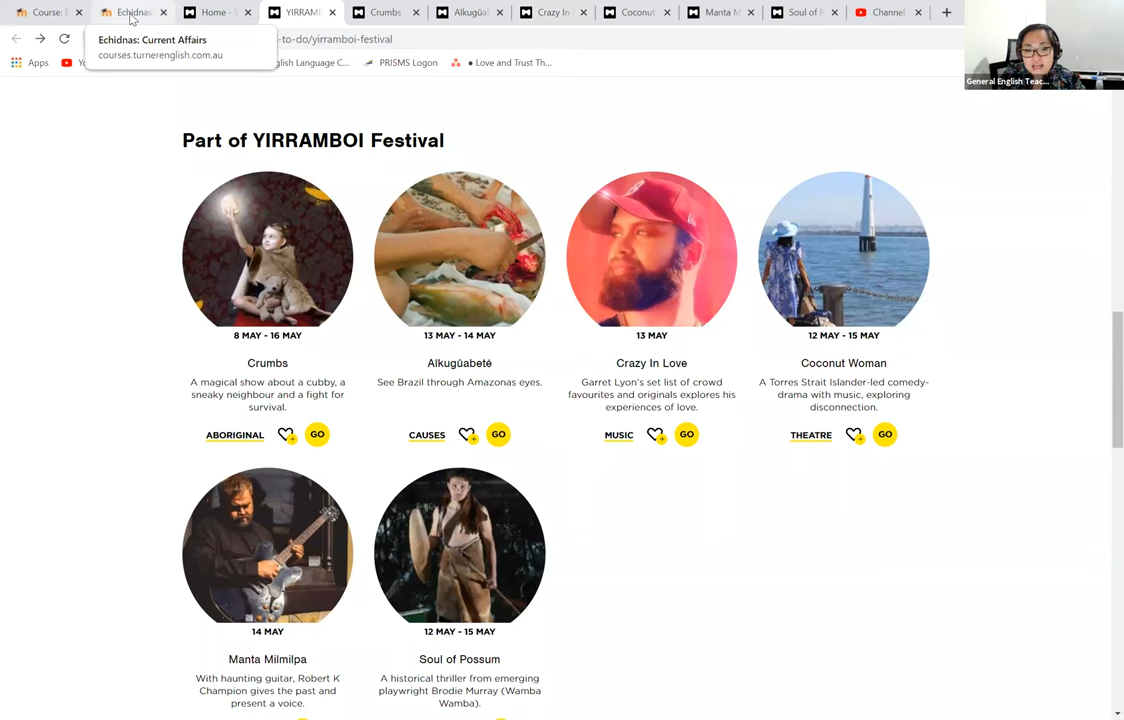 Course: E
Echidnas
Home - V
YIRRAMB
Crumbs
Aîkugûal
Crazy In
Coconut
Manta M
Soul of P
Channel
-to-do/yirramboi-festival
Echidnas: Current Affairs
courses.turnerenglish.com.au
Apps
glish Language C...
PRISMS Logon
● Love and Trust Th...
General English Teac...
Part of YIRRAMBOI Festival
8 MAY - 16 MAY
Crumbs
A magical show about a cubby, a
sneaky neighbour and a fight for
survival.
ABORIGINAL
GO
13 MAY - 14 MAY
Aîkugûabeté
See Brazil through Amazonas eyes.
CAUSES
GO
13 MAY
Crazy In Love
Garret Lyon's set list of crowd
favourites and originals explores his
experiences of love.
MUSIC
GO
12 MAY - 15 MAY
Coconut Woman
A Torres Strait Islander-led comedy-
drama with music, exploring
disconnection.
THEATRE
GO
14 MAY
Manta Milmilpa
With haunting guitar, Robert K
Champion gives the past and
present a voice.
12 MAY - 15 MAY
Soul of Possum
A historical thriller from emerging
playwright Brodie Murray (Wamba
Wamba).